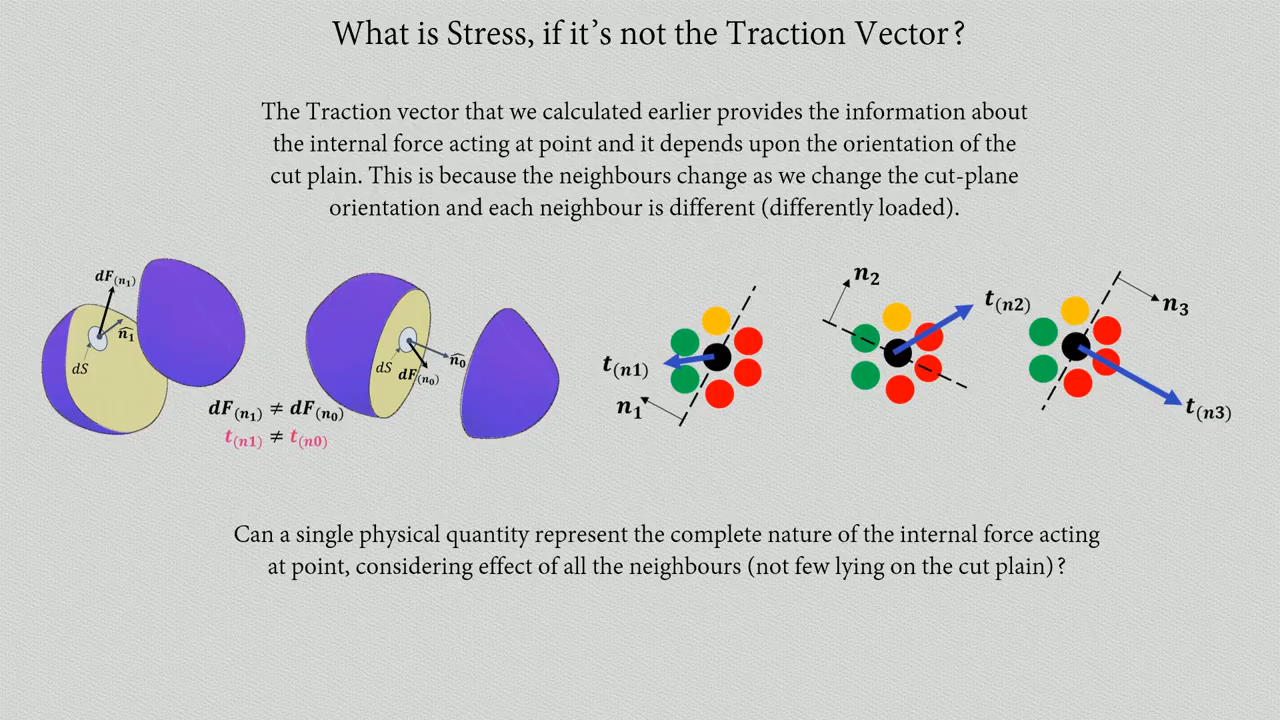 What is Stress, if it's not the Traction Vector?
The Traction vector that we calculated earlier provides the information about
the internal force acting at point and it depends upon the orientation of the
cut plain. This is because the neighbours change as we change the cut-plane
orientation and each neighbour is different (differently loaded).
dF(n₁)
n̂₁
dS
dS
dF(n₀)
n̂₀
dF(n₁) ≠ dF(n₀)
t(n1) ≠ t(n0)
t(n1)
n₁
n₂
t(n2)
n₃
t(n3)
Can a single physical quantity represent the complete nature of the internal force acting
at point, considering effect of all the neighbours (not few lying on the cut plain)?